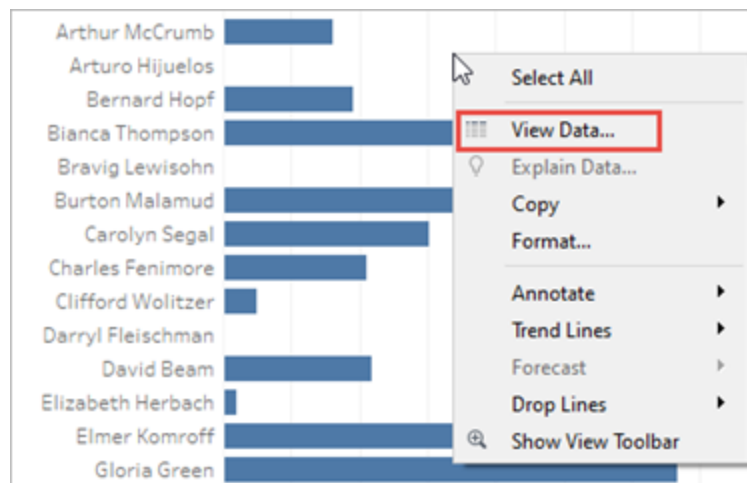 Arthur McCrumb
Arturo Hijuelos
Bernard Hopf
Bianca Thompson
Bravig Lewisohn
Burton Malamud
Carolyn Segal
Charles Fenimore
Clifford Wolitzer
Darryl Fleischman
David Beam
Elizabeth Herbach
Elmer Komroff
Gloria Green
Select All
View Data...
Explain Data...
Copy
Format...
Annotate
Trend Lines
Forecast
Drop Lines
Show View Toolbar